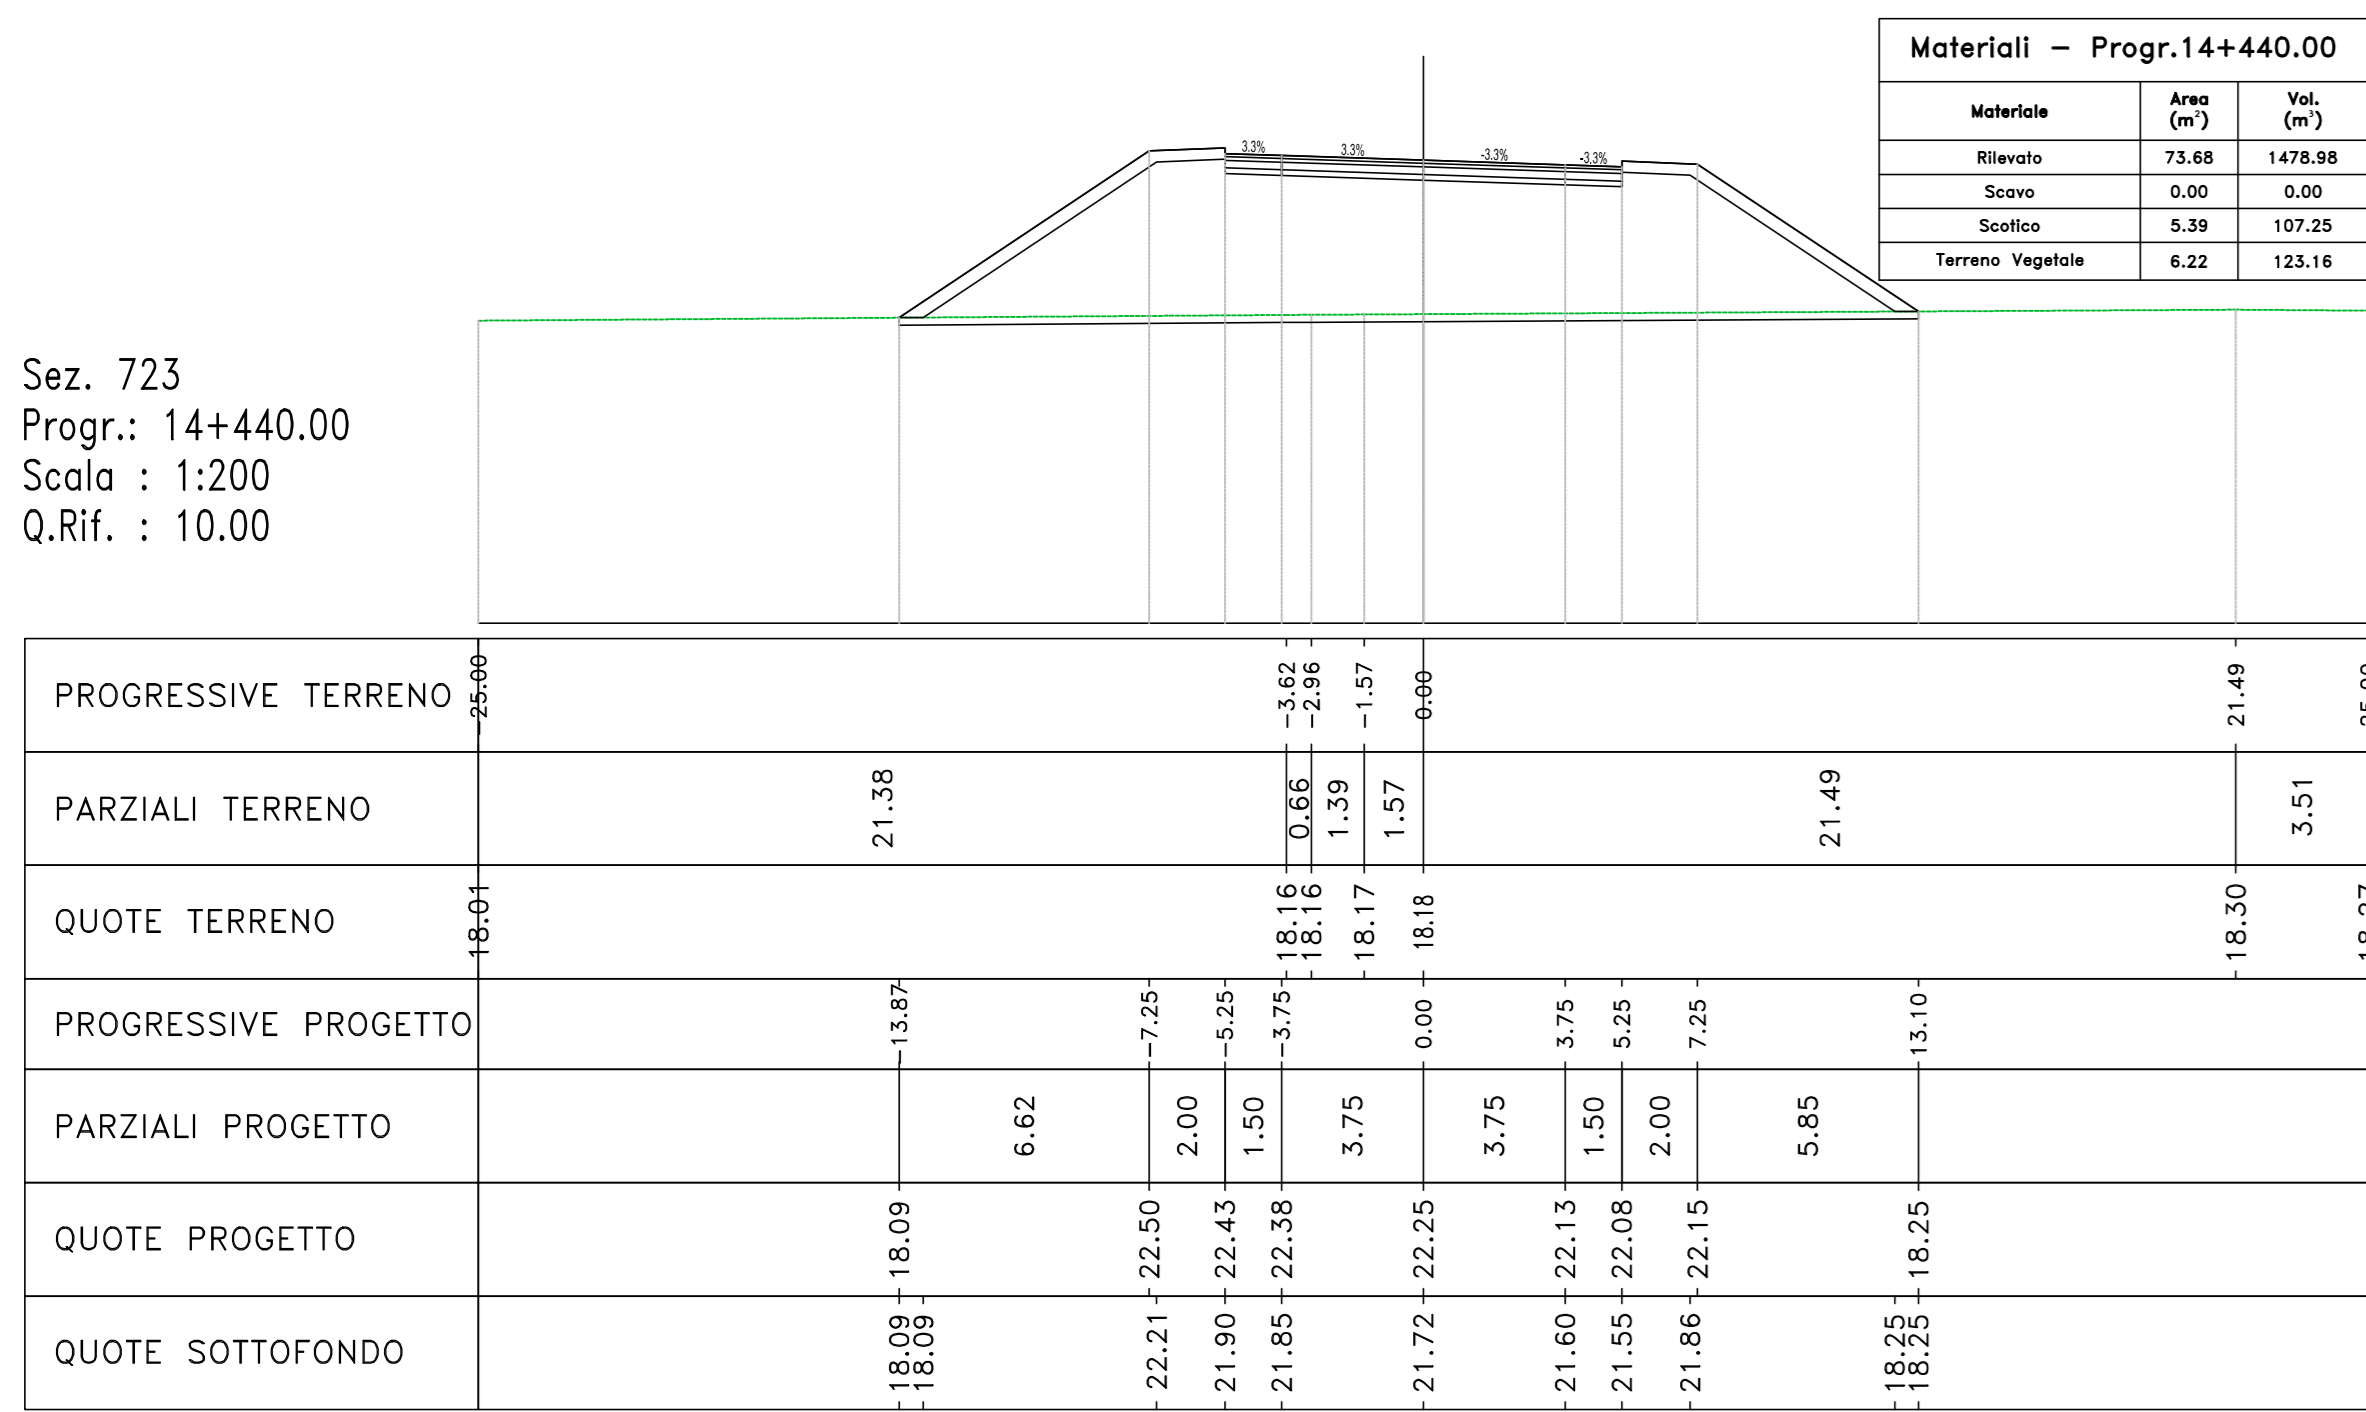 Materiali – Progr.14+440.00
Materiale Area (m²) Vol. (m³)
Rilevato 73.68 1478.98
Scavo 0.00 0.00
Scotico 5.39 107.25
Terreno Vegetale 6.22 123.16
3.3% 3.3% -3.3% -3.3%
Sez. 723
Progr.: 14+440.00
Scala : 1:200
Q.Rif. : 10.00
PROGRESSIVE TERRENO -25.00 -3.62 -2.96 -1.57 0.00 21.49
PARZIALI TERRENO 21.38 0.66 1.39 1.57 21.49 3.51
QUOTE TERRENO 18.01 18.16 18.16 18.17 18.18 18.30
PROGRESSIVE PROGETTO -13.87 -7.25 -5.25 -3.75 0.00 3.75 5.25 7.25 13.10
PARZIALI PROGETTO 6.62 2.00 1.50 3.75 3.75 1.50 2.00 5.85
QUOTE PROGETTO 18.09 22.50 22.43 22.38 22.25 22.13 22.08 22.15 18.25
QUOTE SOTTOFONDO 18.09 18.09 22.21 21.90 21.85 21.72 21.60 21.55 21.86 18.25 18.25